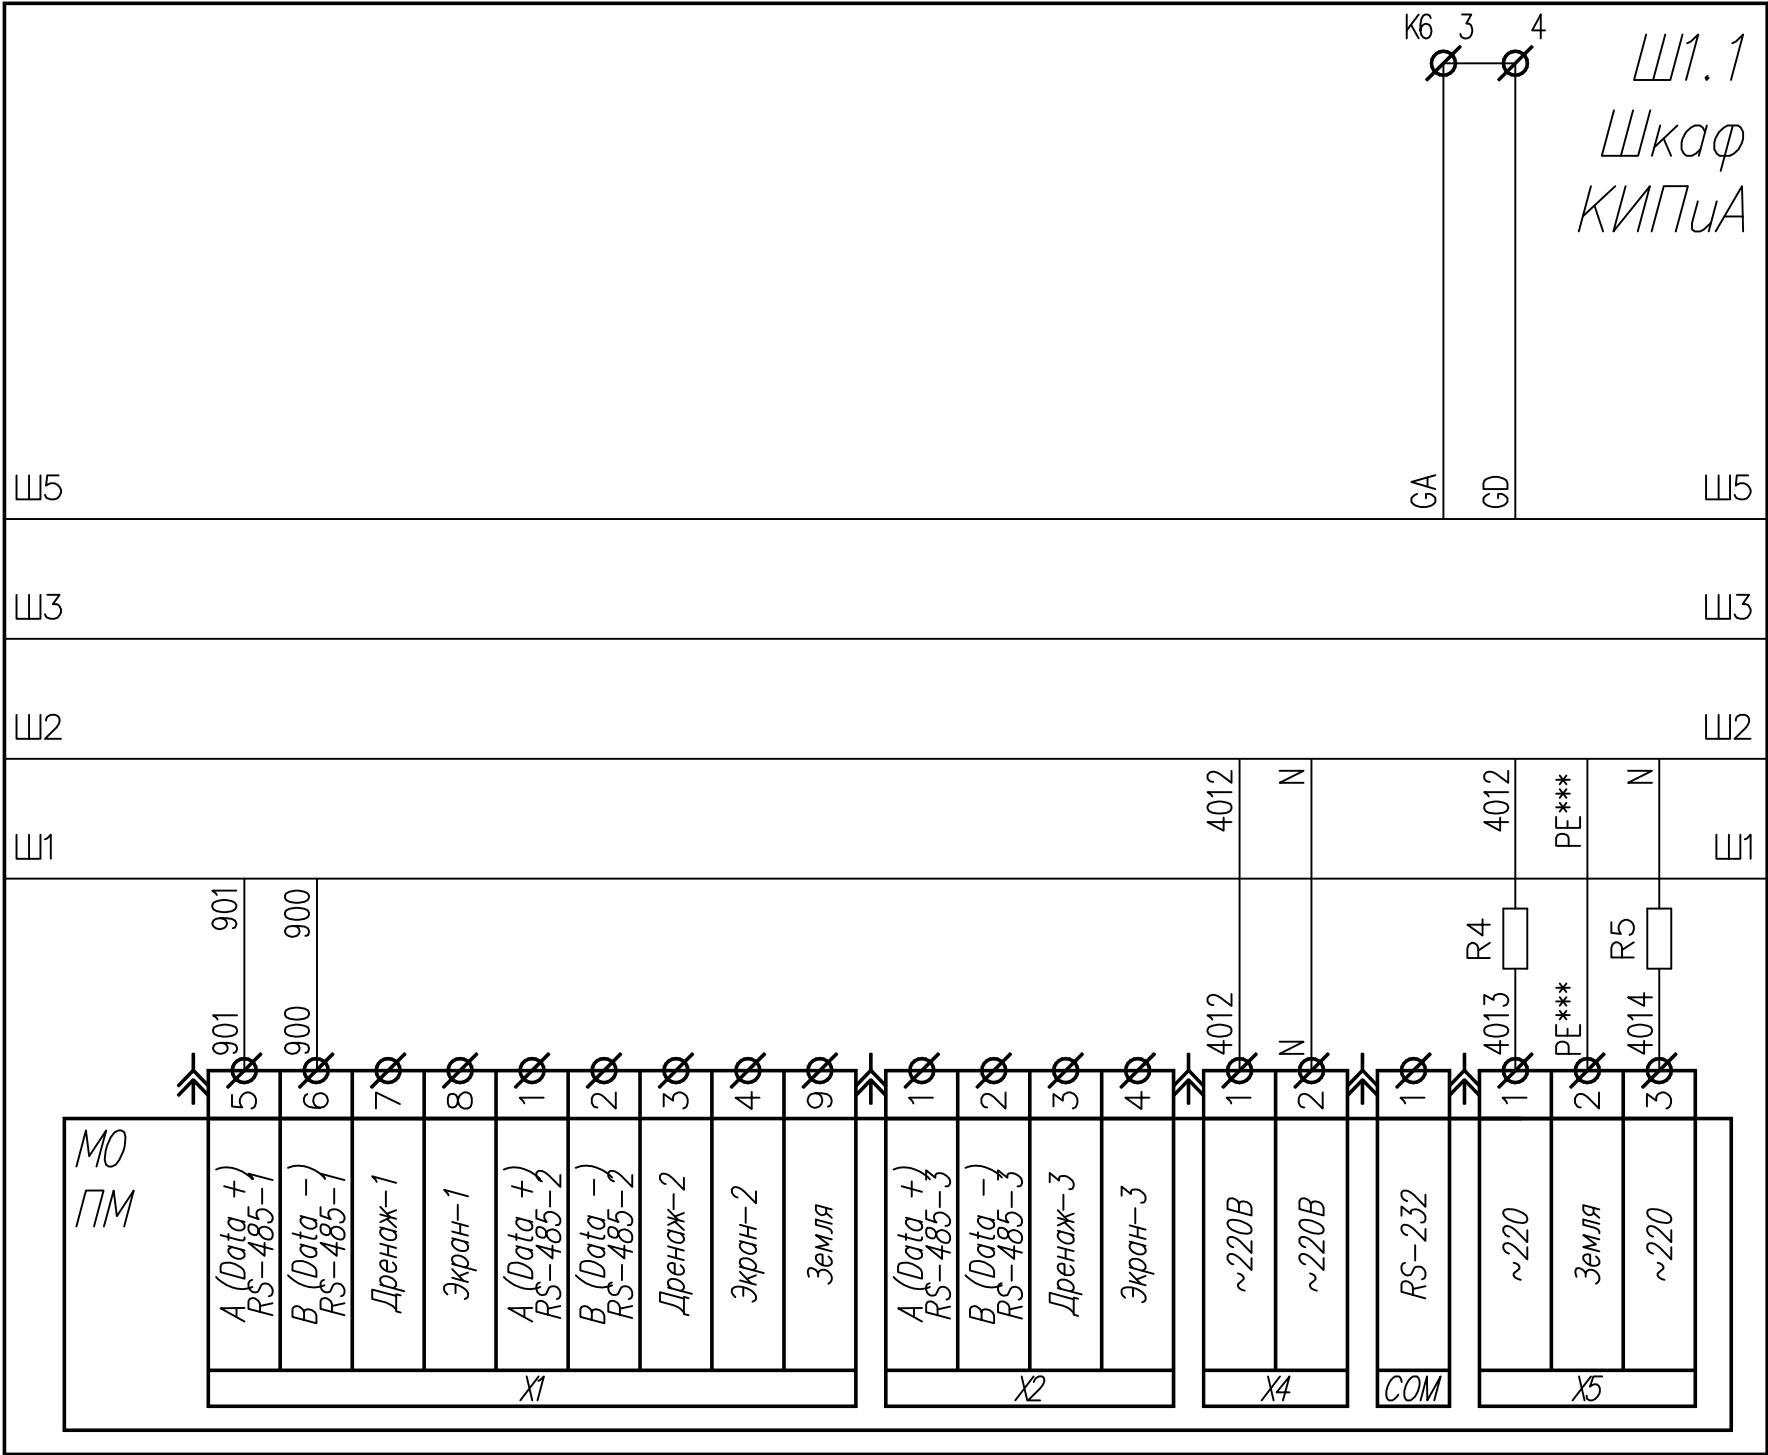 К6 3 4
Ш1.1
Шкаф
КИПиА
GA GD
Ш5 Ш5
Ш3 Ш3
Ш2 Ш2
4012 N 4012 PE*** N
Ш1 Ш1
901 900
R4 R5
901 900 4012 N 4013 PE*** 4014
5 6 7 8 1 2 3 4 9 1 2 3 4 1 2 1 1 2 3
МО
ПМ
A (Data +)
RS-485-1
B (Data -)
RS-485-1
Дренаж-1
Экран-1
A (Data +)
RS-485-2
B (Data -)
RS-485-2
Дренаж-2
Экран-2
Земля
A (Data +)
RS-485-3
B (Data -)
RS-485-3
Дренаж-3
Экран-3
~220В
~220В
RS-232
~220
Земля
~220
X1 X2 X4 COM X5